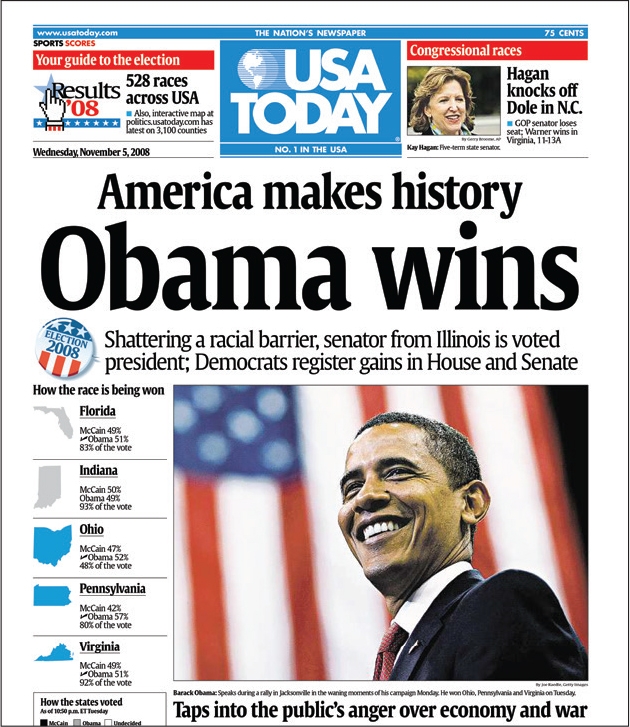 www.usatoday.com THE NATION'S NEWSPAPER 75 CENTS
SPORTS SCORES
Your guide to the election
Results
'08
528 races
across USA
Also, interactive map at
politics.usatoday.com has
latest on 3,100 counties
Wednesday, November 5, 2008
USA
TODAY
NO. 1 IN THE USA
Congressional races
By Gerry Broome, AP
Kay Hagan: Five-term state senator.
Hagan
knocks off
Dole in N.C.
GOP senator loses
seat; Warner wins in
Virginia, 11-13A
America makes history
Obama wins
ELECTION
2008
Shattering a racial barrier, senator from Illinois is voted
president; Democrats register gains in House and Senate
How the race is being won
Florida
McCain 49%
Obama 51%
83% of the vote
Indiana
McCain 50%
Obama 49%
93% of the vote
Ohio
McCain 47%
Obama 52%
48% of the vote
Pennsylvania
McCain 42%
Obama 57%
80% of the vote
Virginia
McCain 49%
Obama 51%
92% of the vote
How the states voted
As of 10:50 p.m. ET Tuesday
McCain Obama Undecided
By Joe Raedle, Getty Images
Barack Obama: Speaks during a rally in Jacksonville in the waning moments of his campaign Monday. He won Ohio, Pennsylvania and Virginia on Tuesday.
Taps into the public's anger over economy and war